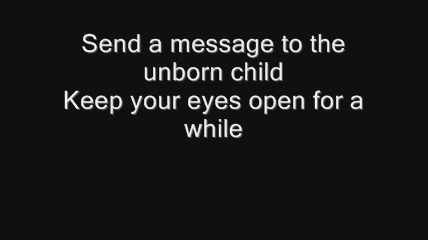 Send a message to the
unborn child
Keep your eyes open for a
while